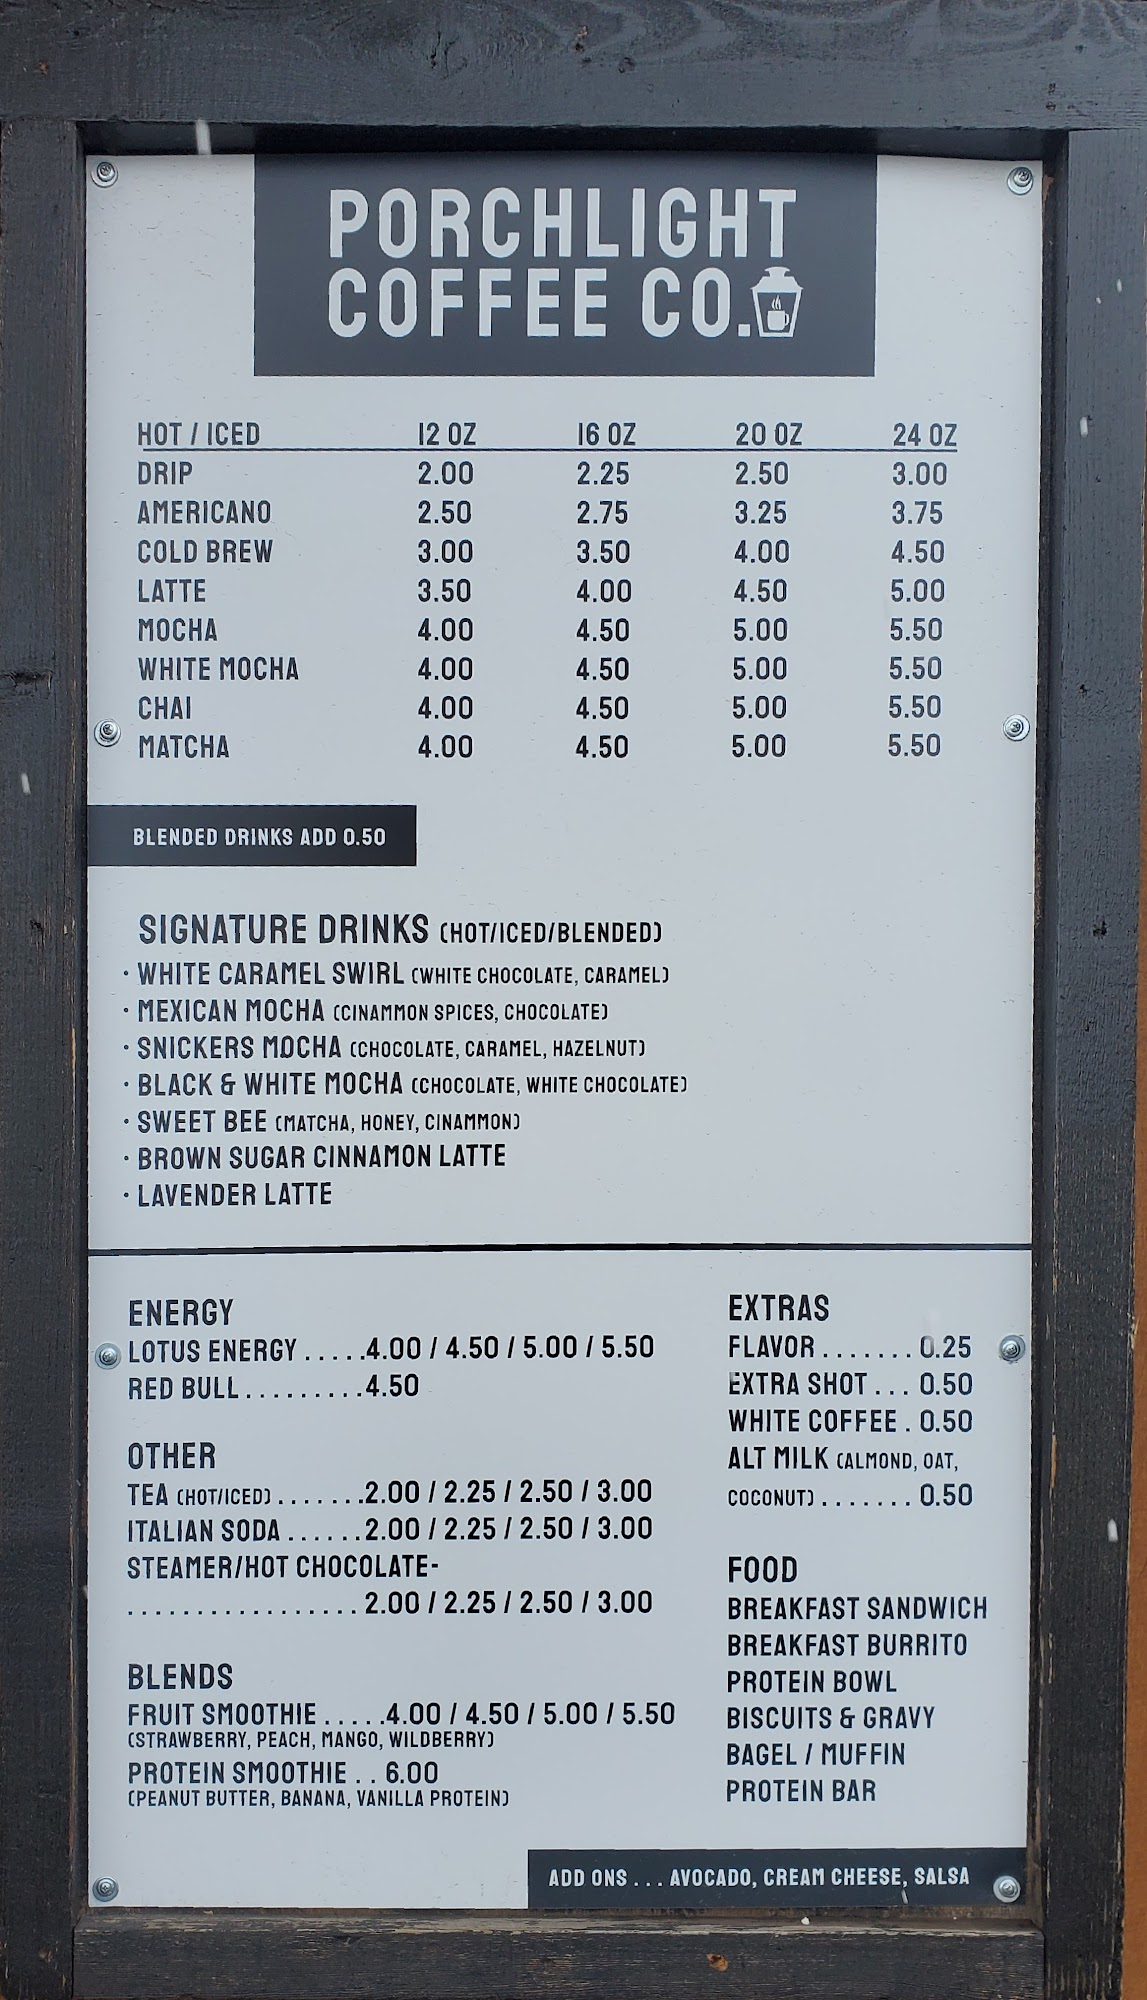 PORCHLIGHT
COFFEE CO.
HOT / ICED 12 OZ 16 OZ 20 OZ 24 OZ
DRIP 2.00 2.25 2.50 3.00
AMERICANO 2.50 2.75 3.25 3.75
COLD BREW 3.00 3.50 4.00 4.50
LATTE 3.50 4.00 4.50 5.00
MOCHA 4.00 4.50 5.00 5.50
WHITE MOCHA 4.00 4.50 5.00 5.50
CHAI 4.00 4.50 5.00 5.50
MATCHA 4.00 4.50 5.00 5.50
BLENDED DRINKS ADD 0.50
SIGNATURE DRINKS (HOT/ICED/BLENDED)
· WHITE CARAMEL SWIRL (WHITE CHOCOLATE, CARAMEL)
· MEXICAN MOCHA (CINAMMON SPICES, CHOCOLATE)
· SNICKERS MOCHA (CHOCOLATE, CARAMEL, HAZELNUT)
· BLACK & WHITE MOCHA (CHOCOLATE, WHITE CHOCOLATE)
· SWEET BEE (MATCHA, HONEY, CINAMMON)
· BROWN SUGAR CINNAMON LATTE
· LAVENDER LATTE
ENERGY
LOTUS ENERGY . . . . .4.00 / 4.50 / 5.00 / 5.50
RED BULL. . . . . . . . .4.50
OTHER
TEA (HOT/ICED) . . . . . . .2.00 / 2.25 / 2.50 / 3.00
ITALIAN SODA . . . . . .2.00 / 2.25 / 2.50 / 3.00
STEAMER/HOT CHOCOLATE-
. . . . . . . . . . . . . . . . . 2.00 / 2.25 / 2.50 / 3.00
BLENDS
FRUIT SMOOTHIE . . . . .4.00 / 4.50 / 5.00 / 5.50
(STRAWBERRY, PEACH, MANGO, WILDBERRY)
PROTEIN SMOOTHIE . . 6.00
(PEANUT BUTTER, BANANA, VANILLA PROTEIN)
EXTRAS
FLAVOR . . . . . . . 0.25
EXTRA SHOT . . . 0.50
WHITE COFFEE . 0.50
ALT MILK (ALMOND, OAT,
COCONUT) . . . . . . . 0.50
FOOD
BREAKFAST SANDWICH
BREAKFAST BURRITO
PROTEIN BOWL
BISCUITS & GRAVY
BAGEL / MUFFIN
PROTEIN BAR
ADD ONS . . . AVOCADO, CREAM CHEESE, SALSA